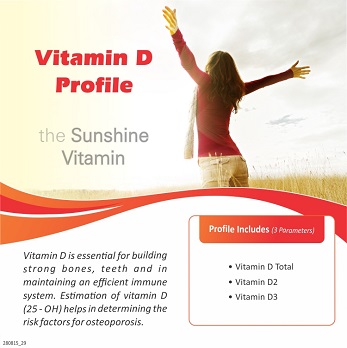 Vitamin D
Profile
the Sunshine
Vitamin
Profile Includes (3 Parameters)
• Vitamin D Total
• Vitamin D2
• Vitamin D3
Vitamin D is essential for building
strong bones, teeth and in
maintaining an efficient immune
system. Estimation of vitamin D
(25 - OH) helps in determining the
risk factors for osteoporosis.
280815_29